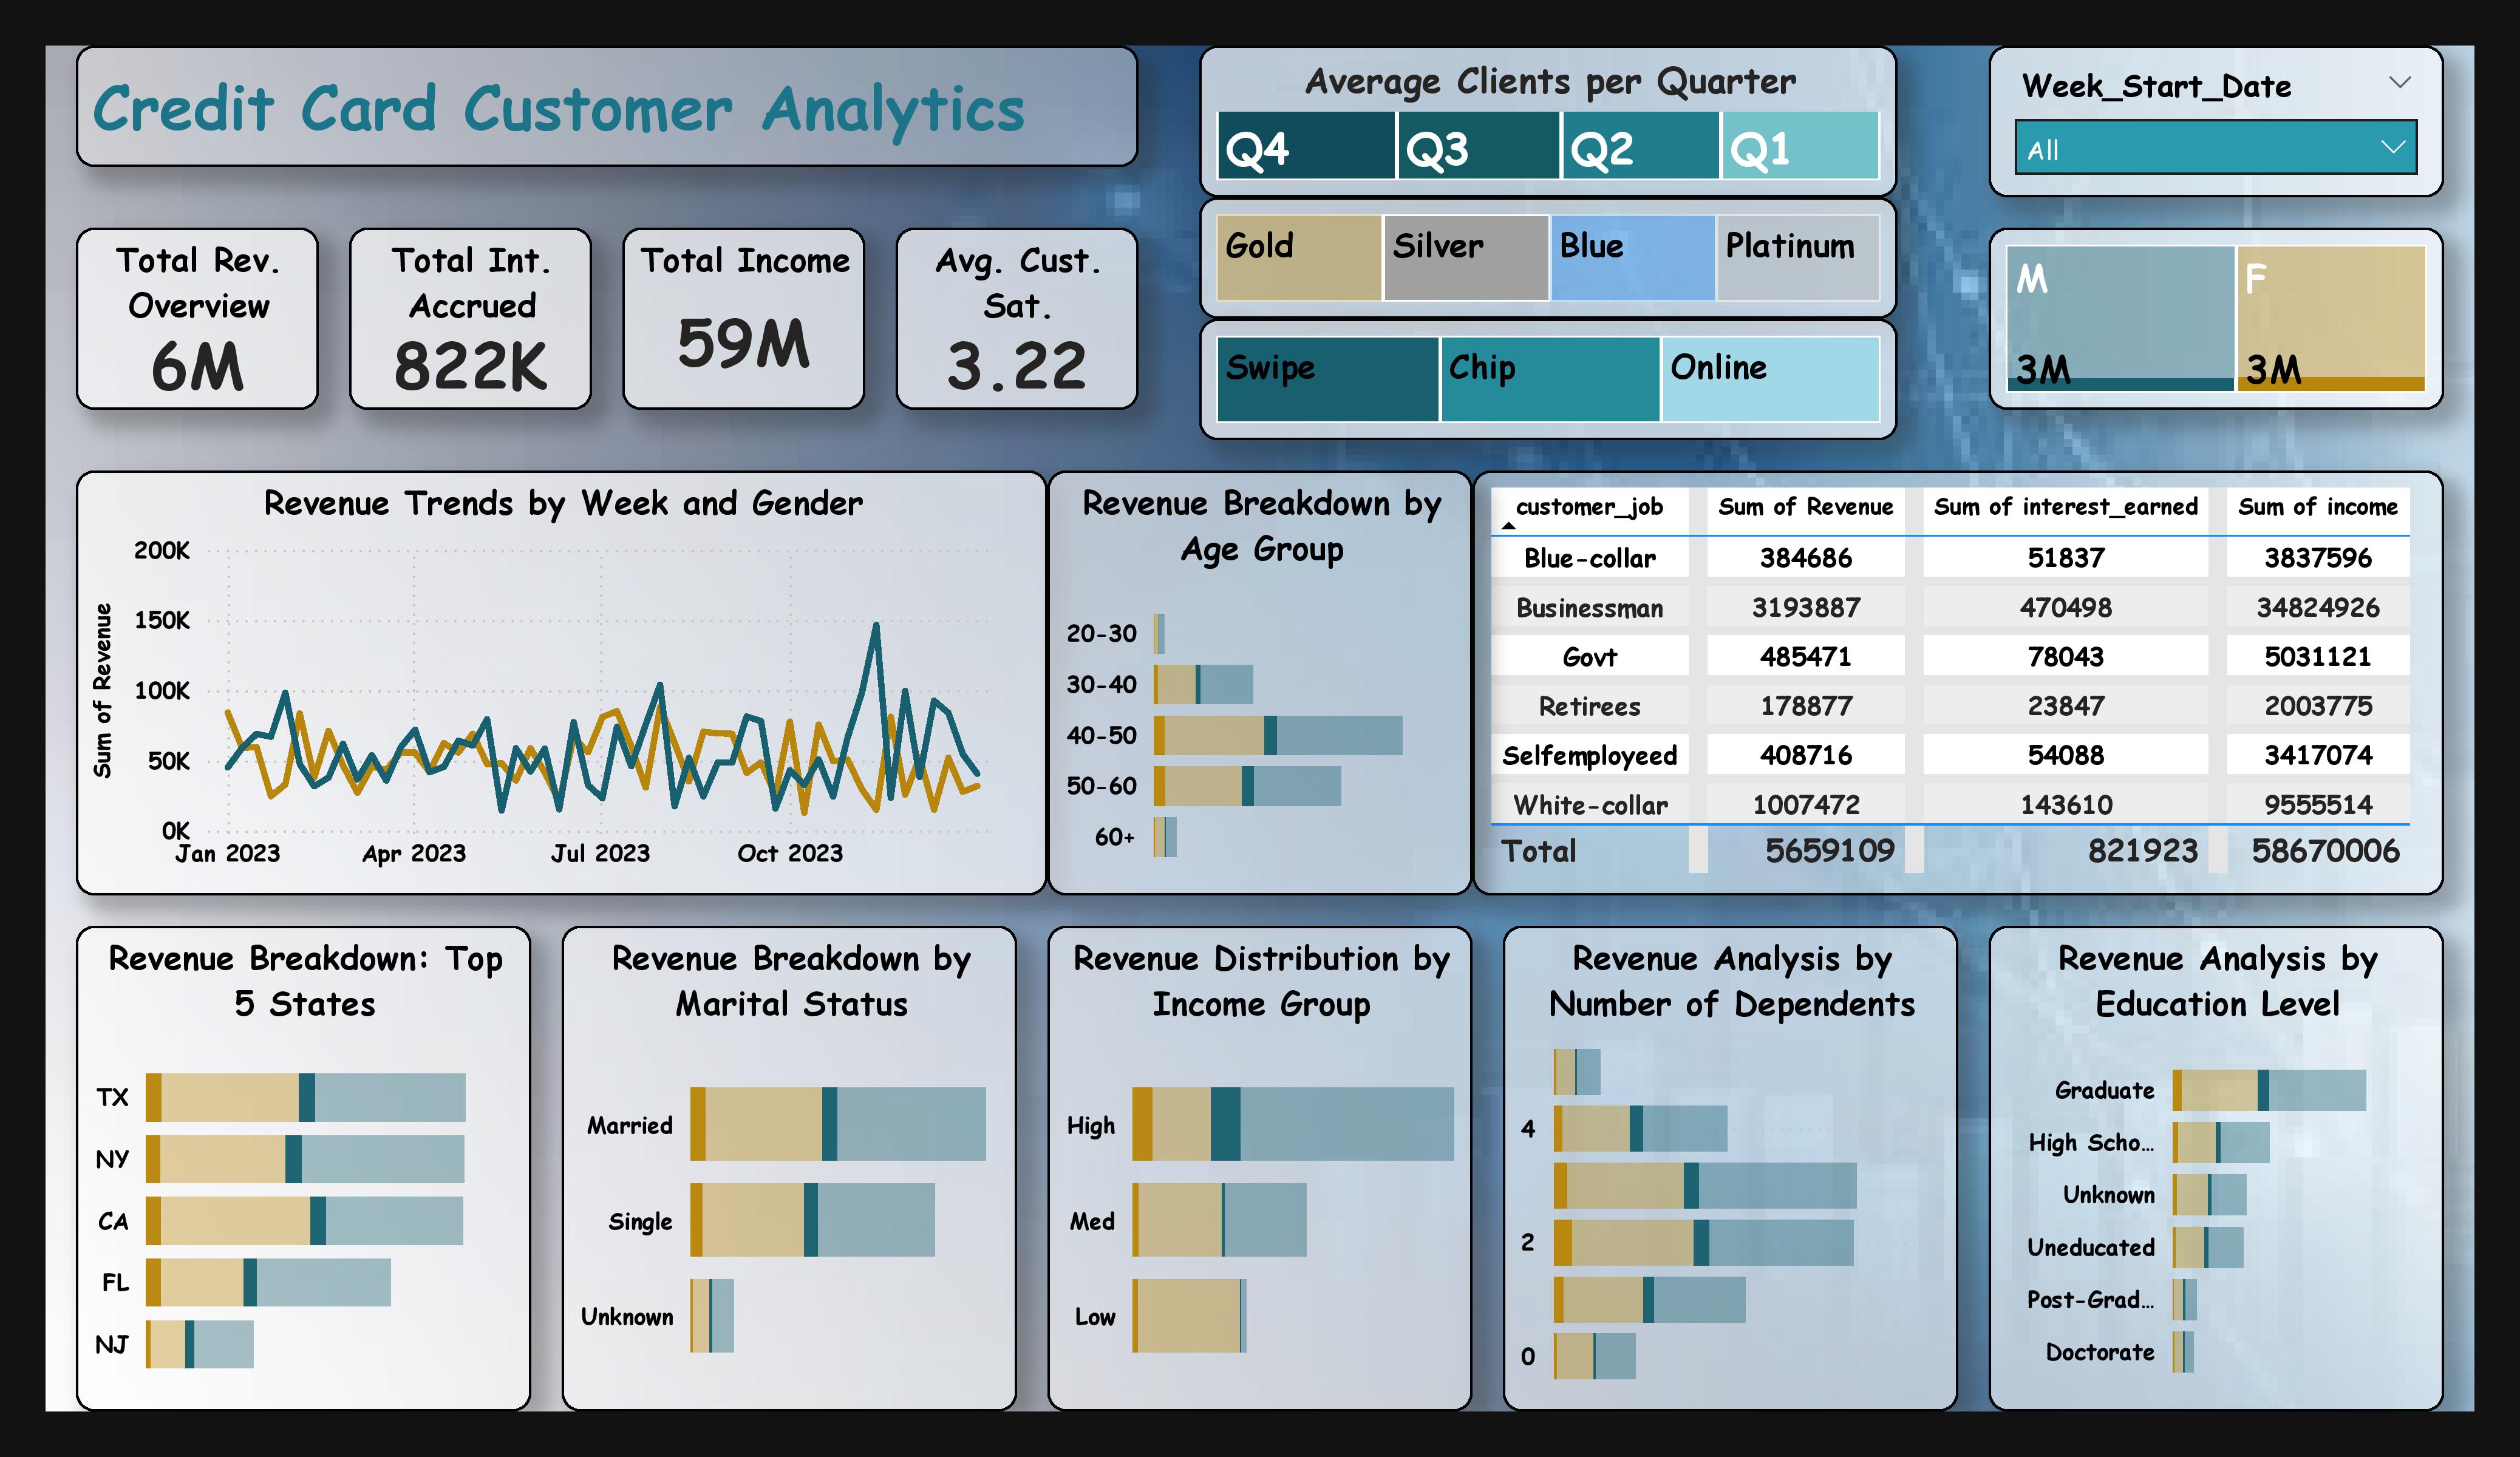 Credit Card Customer Analytics
Average Clients per Quarter
Q4 Q3 Q2 Q1
Week_Start_Date
All
Total Rev.
Overview
6M
Total Int.
Accrued
822K
Total Income
59M
Avg. Cust.
Sat.
3.22
Gold Silver Blue Platinum
Swipe Chip Online
M F
3M 3M
Revenue Trends by Week and Gender
Sum of Revenue
200K
150K
100K
50K
0K
Jan 2023 Apr 2023 Jul 2023 Oct 2023
Revenue Breakdown by
Age Group
20-30
30-40
40-50
50-60
60+
customer_job Sum of Revenue Sum of interest_earned Sum of income
Blue-collar 384686 51837 3837596
Businessman 3193887 470498 34824926
Govt 485471 78043 5031121
Retirees 178877 23847 2003775
Selfemployeed 408716 54088 3417074
White-collar 1007472 143610 9555514
Total 5659109 821923 58670006
Revenue Breakdown: Top
5 States
TX
NY
CA
FL
NJ
Revenue Breakdown by
Marital Status
Married
Single
Unknown
Revenue Distribution by
Income Group
High
Med
Low
Revenue Analysis by
Number of Dependents
4
2
0
Revenue Analysis by
Education Level
Graduate
High Scho...
Unknown
Uneducated
Post-Grad...
Doctorate